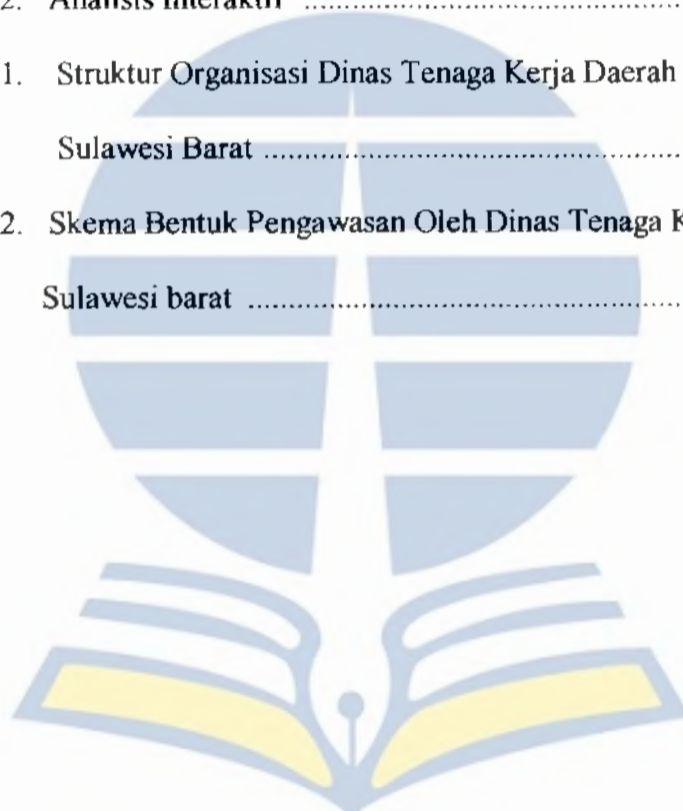 2. Analisis Interaktif ........................................................
1. Struktur Organisasi Dinas Tenaga Kerja Daerah
Sulawesi Barat ........................................................
2. Skema Bentuk Pengawasan Oleh Dinas Tenaga K
Sulawesi barat ........................................................